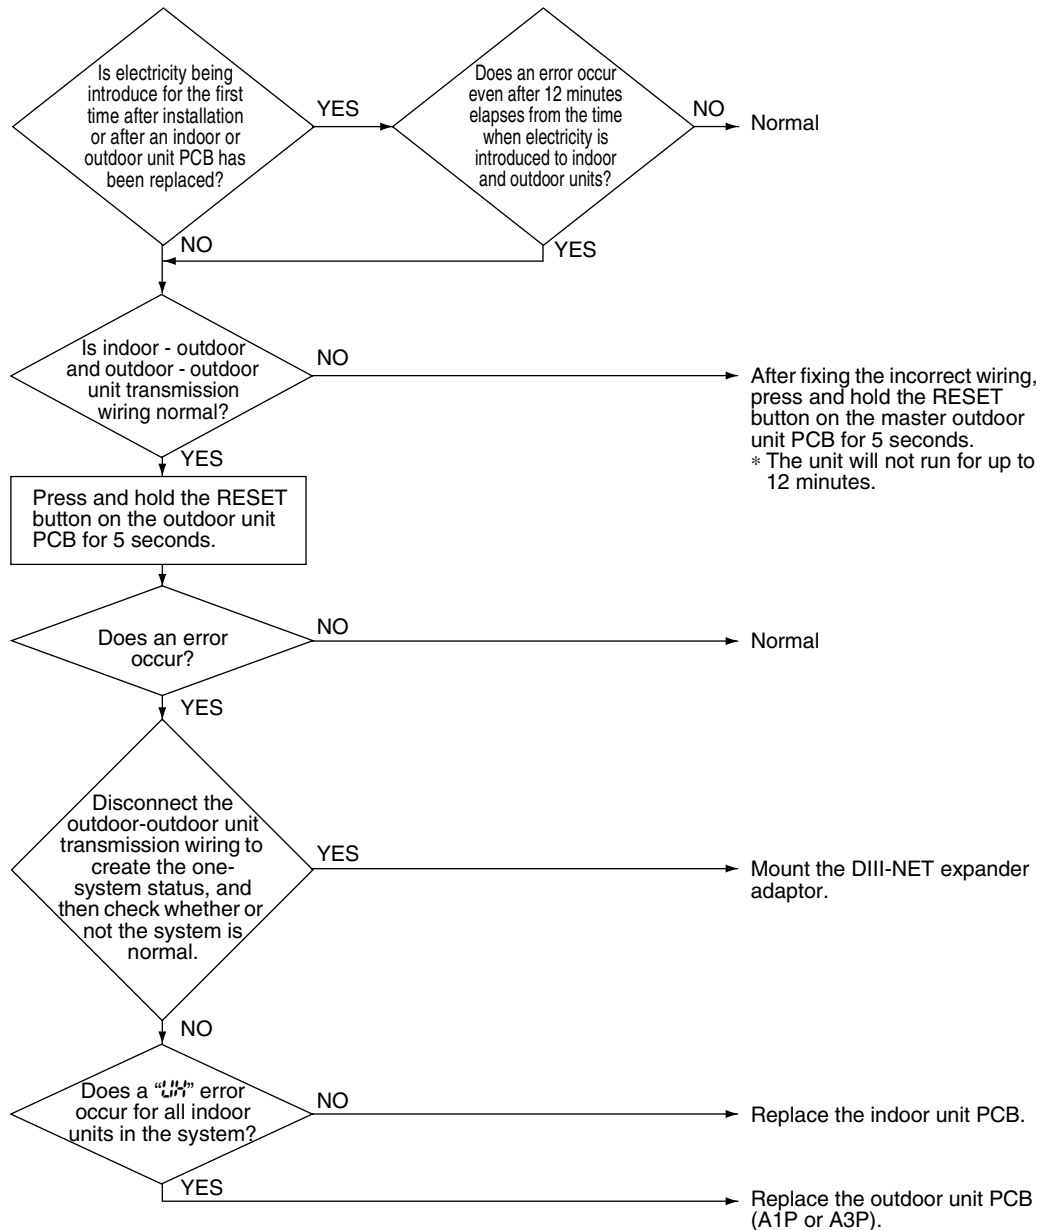 Is electricity being
introduce for the first
time after installation
or after an indoor or
outdoor unit PCB has
been replaced?
YES
Does an error occur
even after 12 minutes
elapses from the time
when electricity is
introduced to indoor
and outdoor units?
NO
Normal
NO
YES
Is indoor - outdoor
and outdoor - outdoor
unit transmission
wiring normal?
NO
After fixing the incorrect wiring,
press and hold the RESET
button on the master outdoor
unit PCB for 5 seconds.
* The unit will not run for up to
12 minutes.
YES
Press and hold the RESET
button on the outdoor unit
PCB for 5 seconds.
Does an error
occur?
NO
Normal
YES
Disconnect the
outdoor-outdoor unit
transmission wiring to
create the one-
system status, and
then check whether or
not the system is
normal.
YES
Mount the DIII-NET expander
adaptor.
NO
Does a “UH” error
occur for all indoor
units in the system?
NO
Replace the indoor unit PCB.
YES
Replace the outdoor unit PCB
(A1P or A3P).